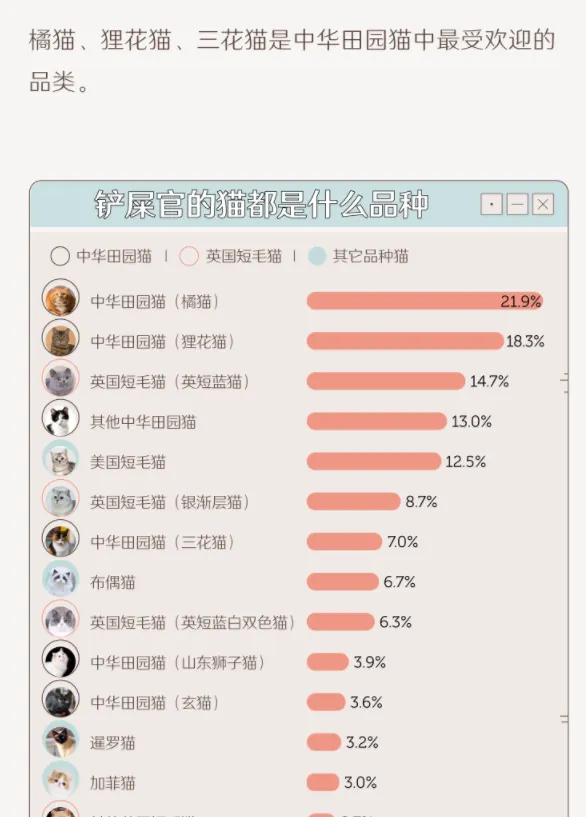 橘猫、狸花猫、三花猫是中华田园猫中最受欢迎的
品类。
铲屎官的猫都是什么品种
中华田园猫 | 英国短毛猫 | 其它品种猫
中华田园猫（橘猫） 21.9%
中华田园猫（狸花猫） 18.3%
英国短毛猫（英短蓝猫） 14.7%
其他中华田园猫 13.0%
美国短毛猫 12.5%
英国短毛猫（银渐层猫） 8.7%
中华田园猫（三花猫） 7.0%
布偶猫 6.7%
英国短毛猫（英短蓝白双色猫） 6.3%
中华田园猫（山东狮子猫） 3.9%
中华田园猫（玄猫） 3.6%
暹罗猫 3.2%
加菲猫 3.0%